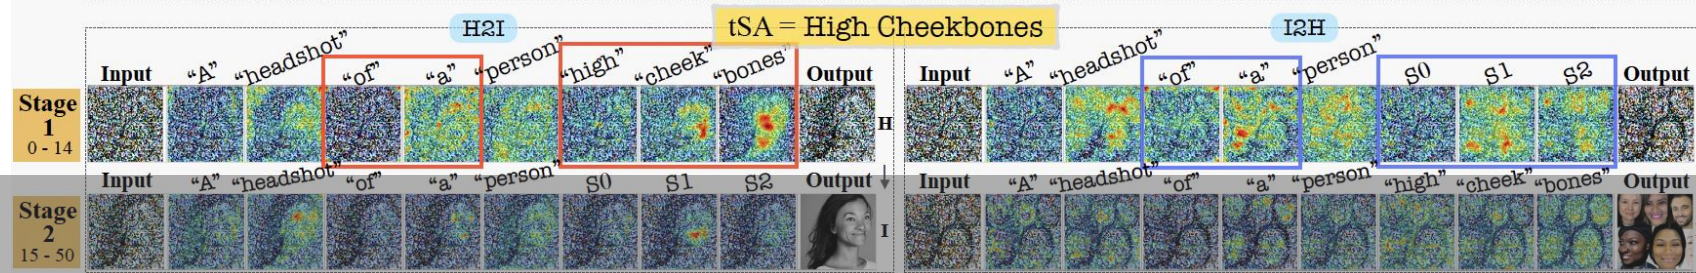 H2I
tSA = High Cheekbones
I2H
Input "A" "headshot" "of" "a" "person" "high" "cheek" "bones" Output
Input "A" "headshot" "of" "a" "person" S0 S1 S2 Output
Stage
1
0 - 14
H
Input "A" "headshot" "of" "a" "person" S0 S1 S2 Output
Input "A" "headshot" "of" "a" "person" "high" "cheek" "bones" Output
Stage
2
15 - 50
I